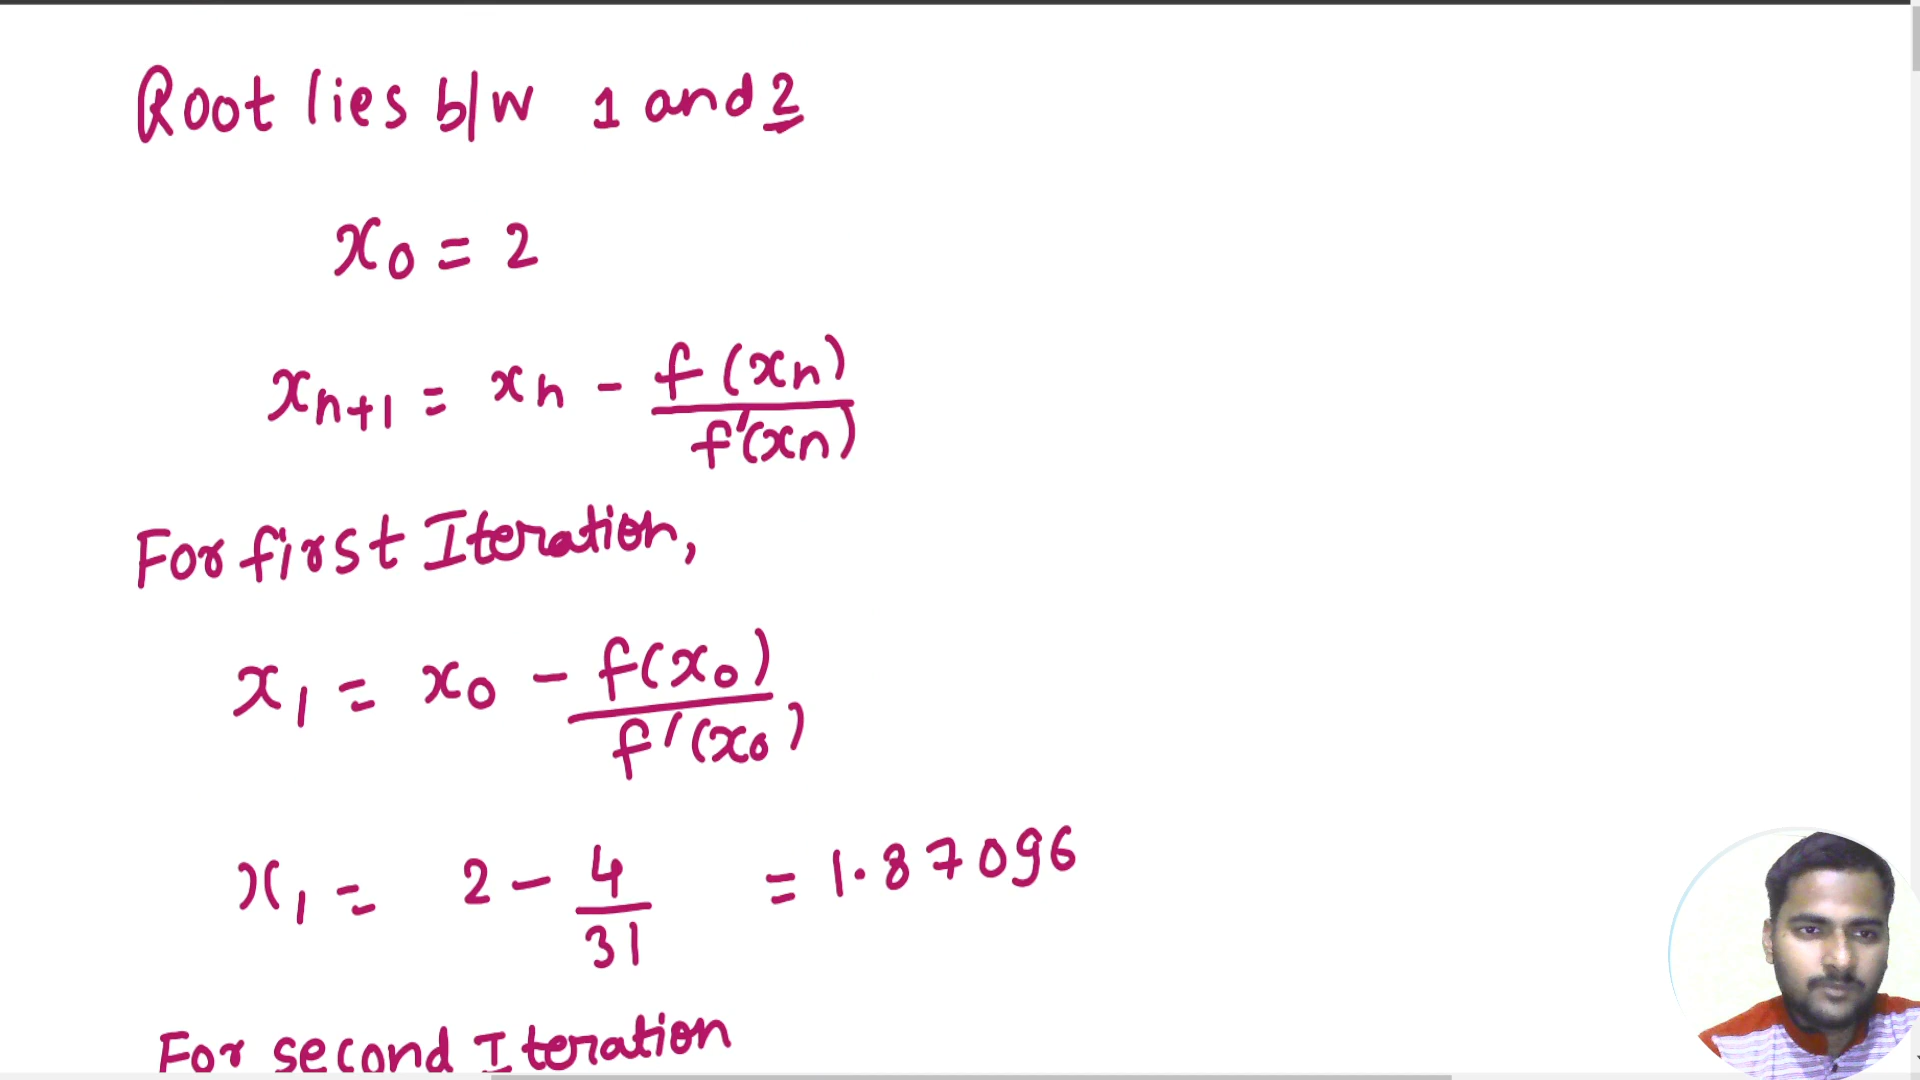 Root lies b/w 1 and 2
x₀ = 2
xₙ₊₁ = xₙ - f(xₙ)/f'(xₙ)
For first Iteration,
x₁ = x₀ - f(x₀)/f'(x₀)
x₁ = 2 - 4/31 = 1.87096
For second Iteration